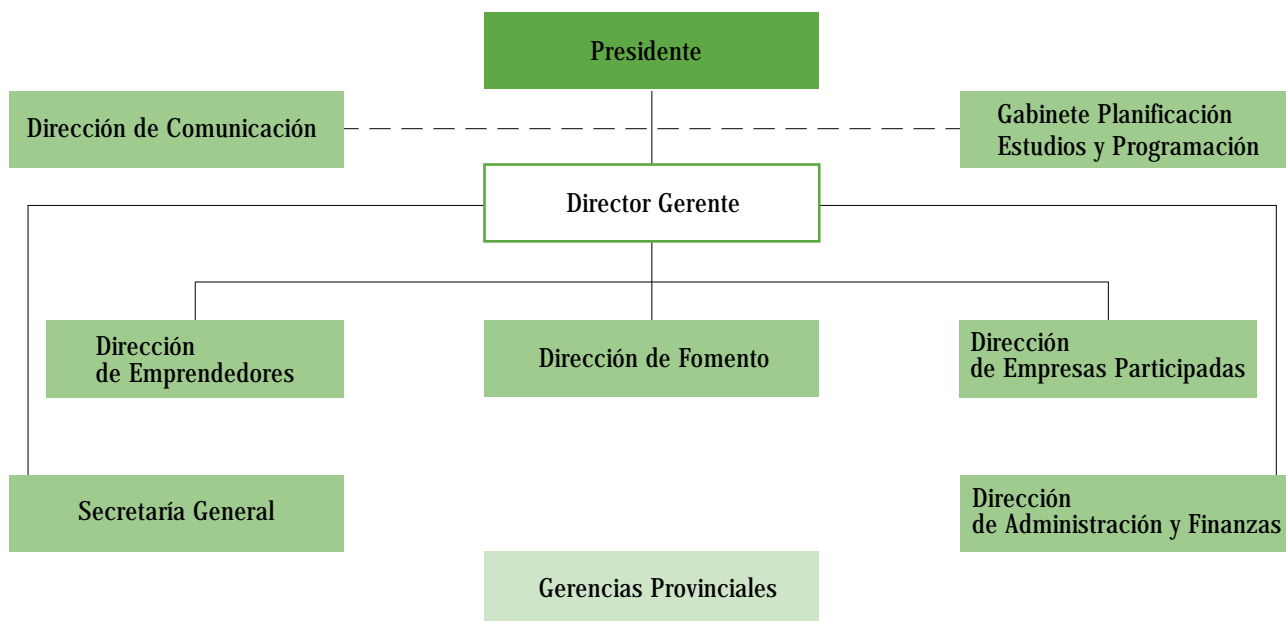 Presidente
Dirección de Comunicación
Gabinete Planificación
Estudios y Programación
Director Gerente
Dirección
de Emprendedores
Dirección de Fomento
Dirección
de Empresas Participadas
Secretaría General
Dirección
de Administración y Finanzas
Gerencias Provinciales